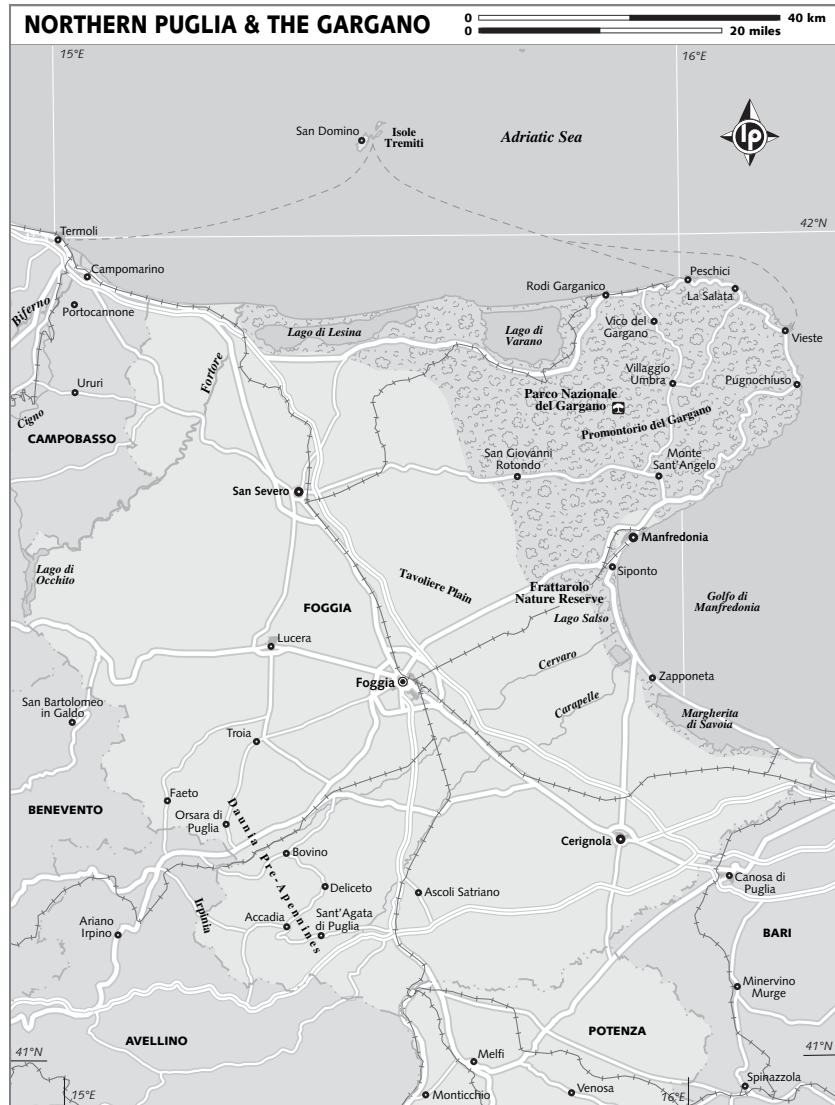 NORTHERN PUGLIA & THE GARGANO
0 40 km
0 20 miles
15°E
16°E
San Domino
Isole
Tremiti
Adriatic Sea
lp
42°N
Termoli
Campomarino
Peschici
La Salata
Rodi Garganico
Biferno
Portocannone
Lago di Lesina
Lago di
Varano
Vico del
Gargano
Vieste
Fortore
Ururi
Villaggio
Umbra
Pugnochiuso
Parco Nazionale
del Gargano
Cigno
CAMPOBASSO
Promontorio del Gargano
San Giovanni
Rotondo
Monte
Sant'Angelo
San Severo
Manfredonia
Lago di
Occhito
Siponto
Tavoliere Plain
Frattarolo
Nature Reserve
Golfo di
Manfredonia
FOGGIA
Lago Salso
Lucera
Cervaro
Foggia
Zapponeta
San Bartolomeo
in Galdo
Carapelle
Margherita
di Savoia
Troia
Faeto
BENEVENTO
Orsara di
Puglia
Daunia Pre-Apennines
Cerignola
Bovino
Canosa di
Puglia
Deliceto
Ascoli Satriano
Irpinia
Ariano
Irpino
Accadia
Sant'Agata
di Puglia
BARI
Minervino
Murge
AVELLINO
POTENZA
41°N
41°N
Melfi
Spinazzola
15°E
Monticchio
Venosa
16°E